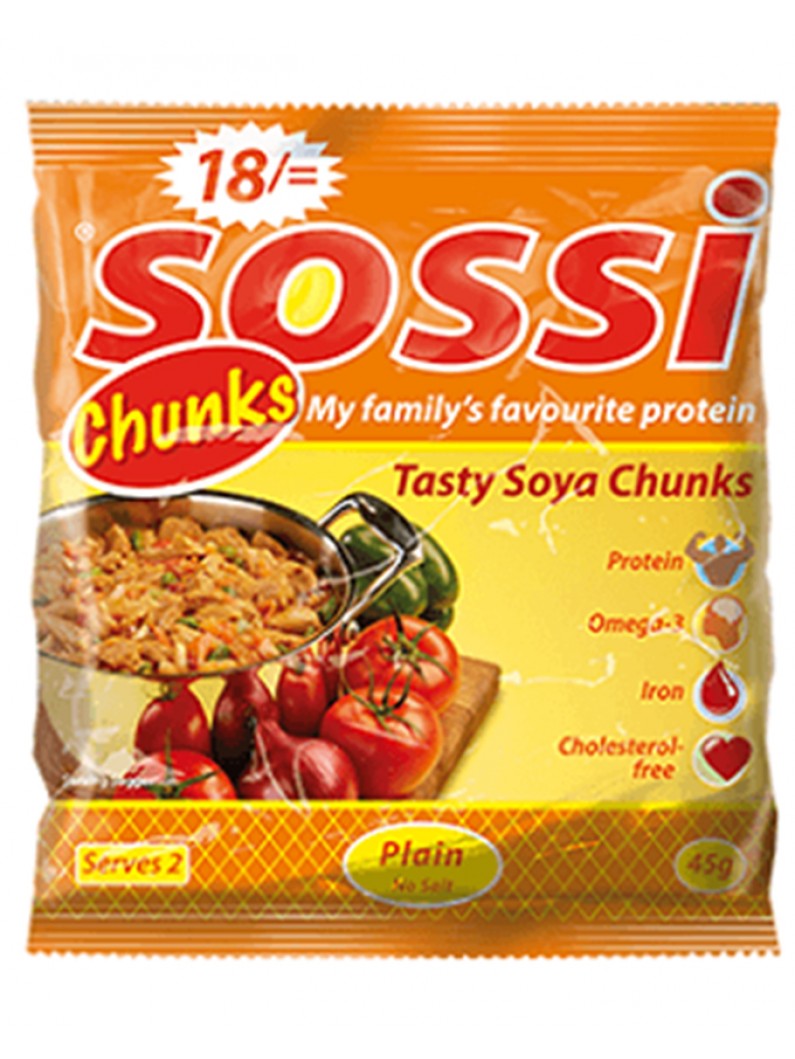 18/=
SOSSi
®
Chunks
My family's favourite protein
Tasty Soya Chunks
Protein
Omega-3
Iron
Cholesterol-
free
Serves 2
Plain
No Salt
45g